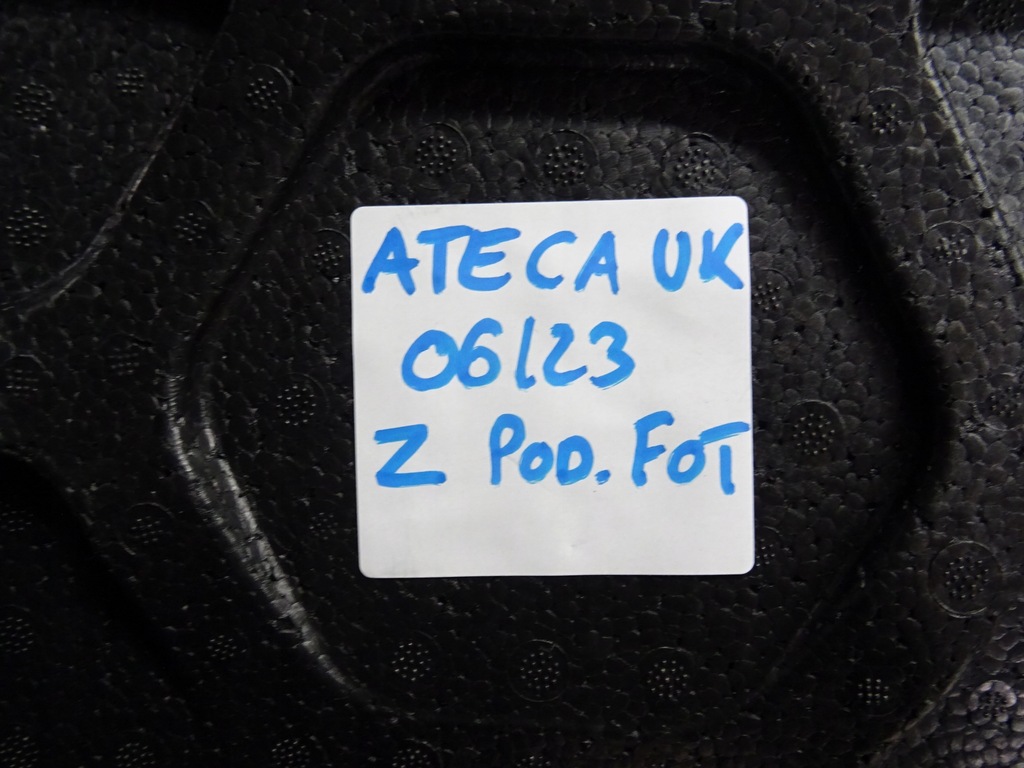 ATECA UK
06/23
Z POD. FOT